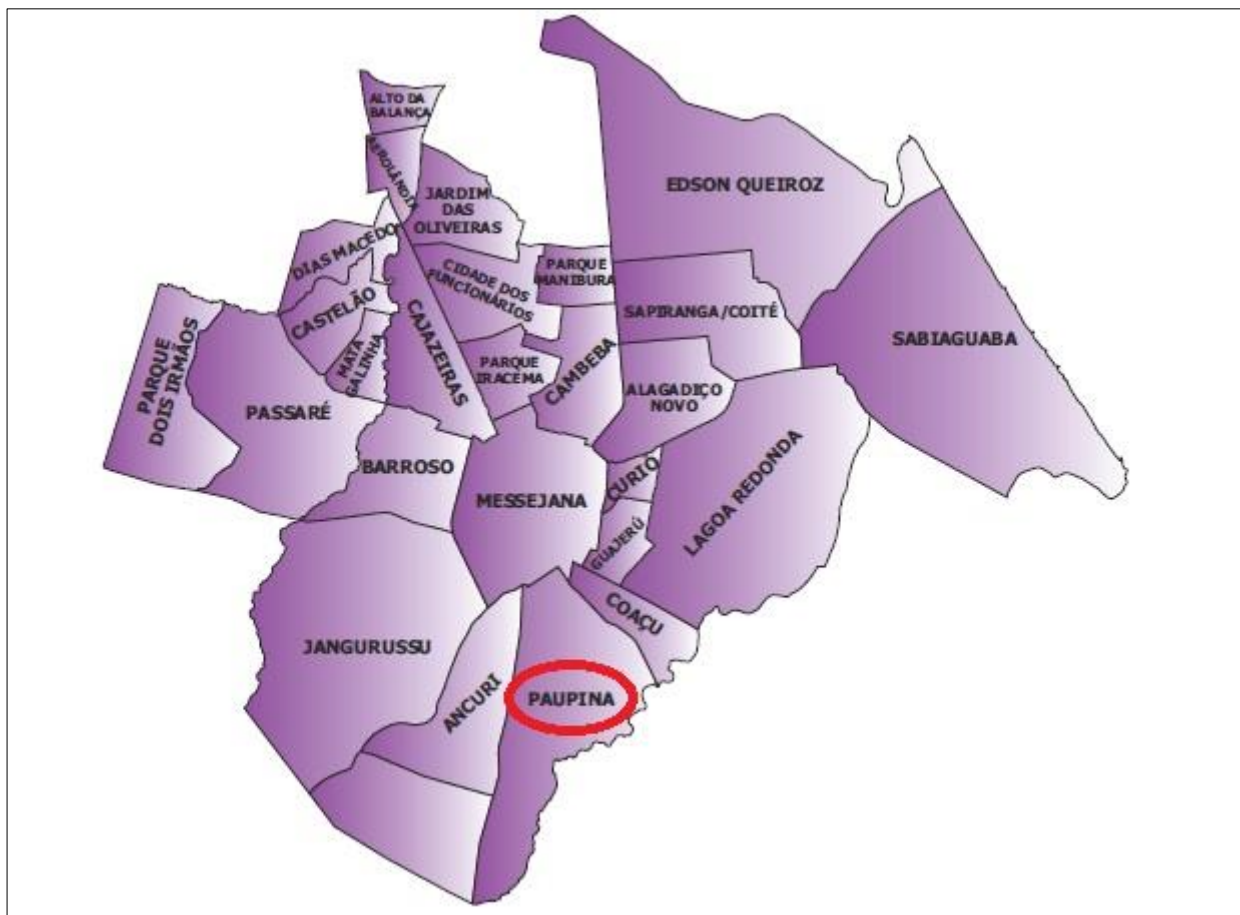 ALTO DA
BALANÇA
AEROLÂNDIA
JARDIM
DAS
OLIVEIRAS
EDSON QUEIROZ
DIAS MACEDO
CIDADE DOS
FUNCIONÁRIOS
PARQUE
MANIBURA
CASTELÃO
MATA
GALINHA
CAJAZEIRAS
SAPIRANGA/COITÉ
SABIAGUABA
PARQUE
DOIS IRMÃOS
PASSARÉ
PARQUE
IRACEMA
CAMBEBA
ALAGADIÇO
NOVO
BARROSO
MESSEJANA
CURIÓ
LAGOA REDONDA
GUAJERÚ
COAÇU
JANGURUSSU
ANCURI
PAUPINA